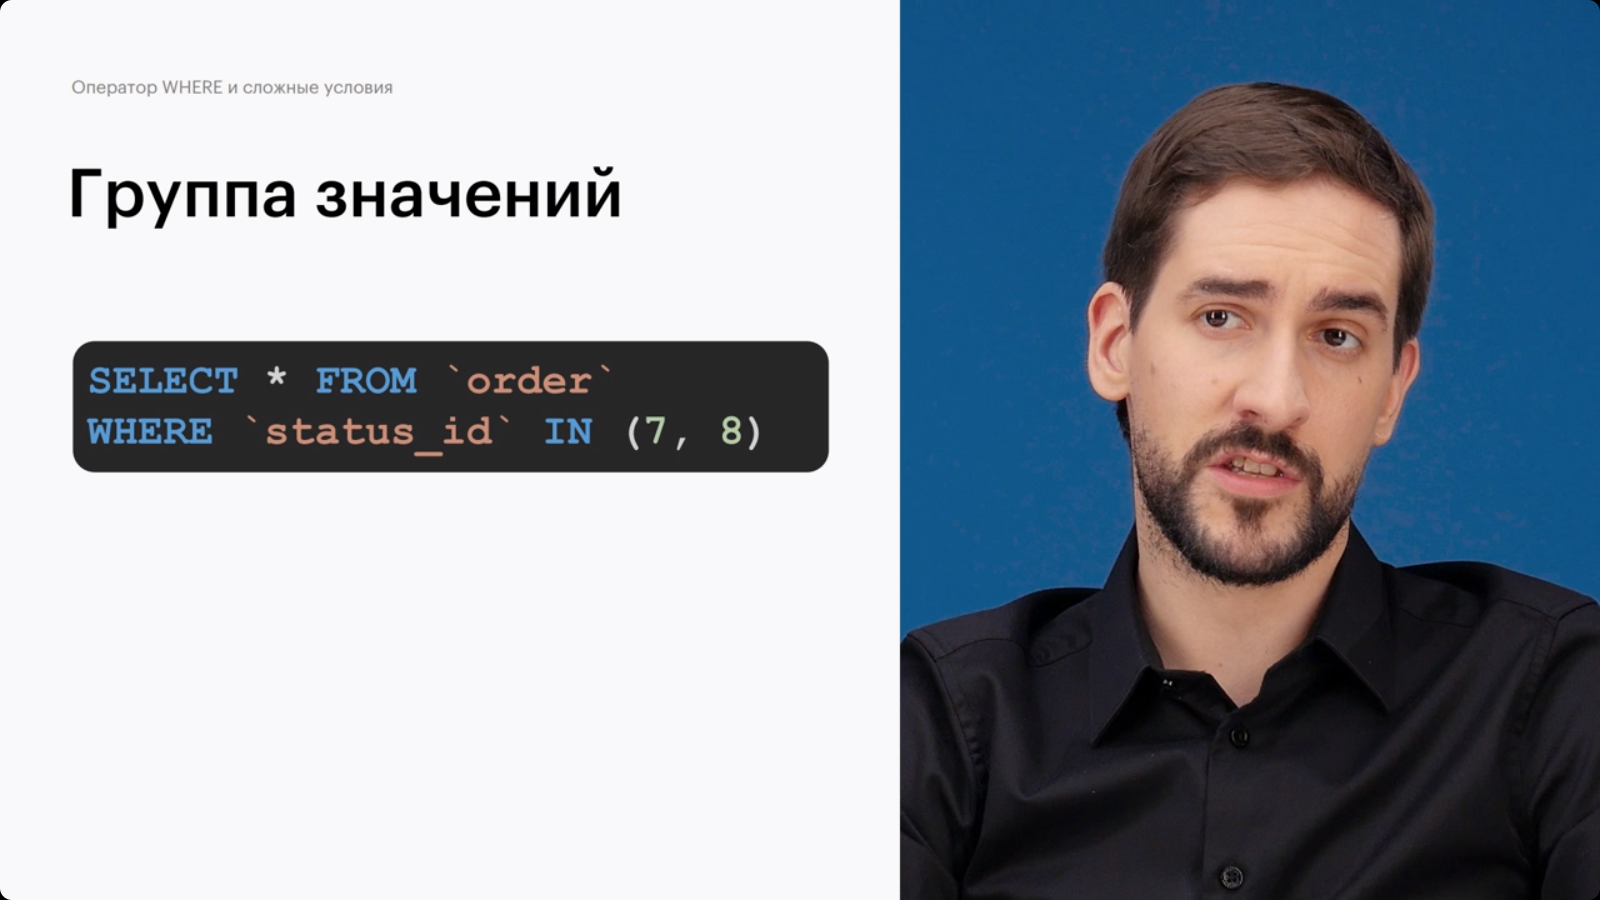 Оператор WHERE и сложные условия
Группа значений
SELECT * FROM `order`
WHERE `status_id` IN (7, 8)